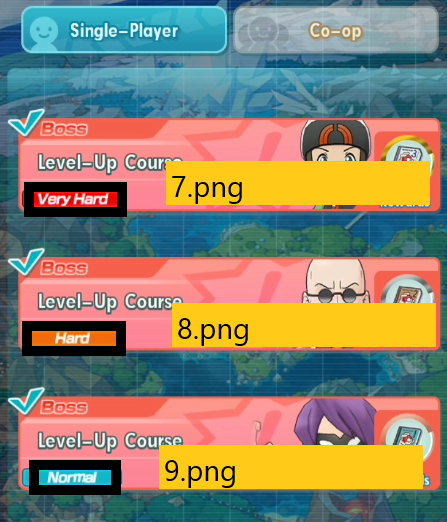 Single-Player
Co-op
Boss
Level-Up Course
7.png
Very Hard
Rewards
Boss
Level-Up Course
8.png
Hard
Boss
Level-Up Course
9.png
Normal